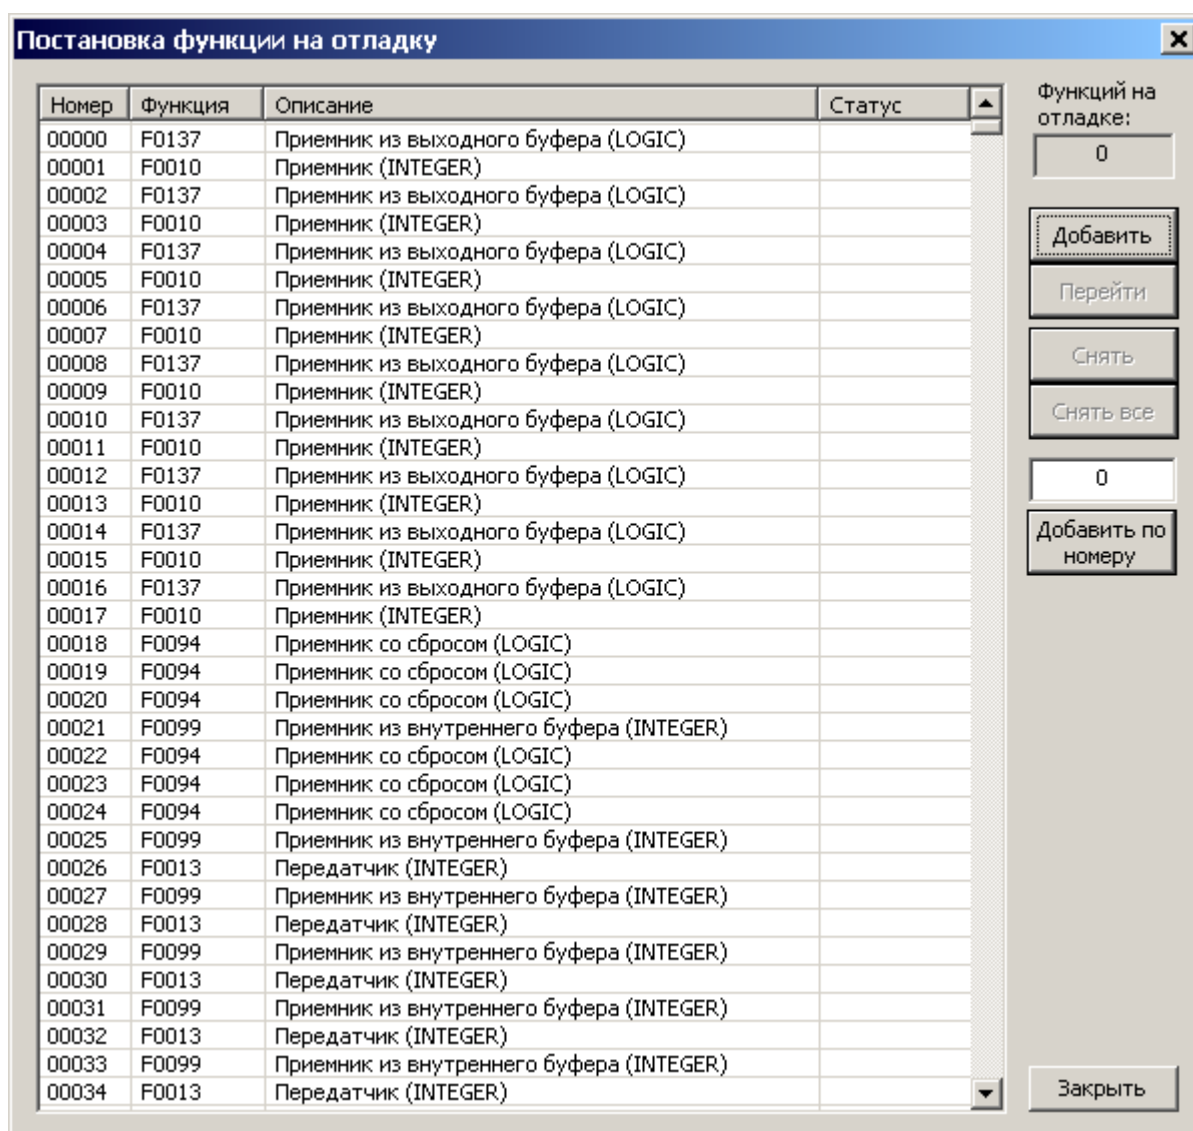 Постановка функции на отладку
Номер Функция Описание Статус
00000 F0137 Приемник из выходного буфера (LOGIC)
00001 F0010 Приемник (INTEGER)
00002 F0137 Приемник из выходного буфера (LOGIC)
00003 F0010 Приемник (INTEGER)
00004 F0137 Приемник из выходного буфера (LOGIC)
00005 F0010 Приемник (INTEGER)
00006 F0137 Приемник из выходного буфера (LOGIC)
00007 F0010 Приемник (INTEGER)
00008 F0137 Приемник из выходного буфера (LOGIC)
00009 F0010 Приемник (INTEGER)
00010 F0137 Приемник из выходного буфера (LOGIC)
00011 F0010 Приемник (INTEGER)
00012 F0137 Приемник из выходного буфера (LOGIC)
00013 F0010 Приемник (INTEGER)
00014 F0137 Приемник из выходного буфера (LOGIC)
00015 F0010 Приемник (INTEGER)
00016 F0137 Приемник из выходного буфера (LOGIC)
00017 F0010 Приемник (INTEGER)
00018 F0094 Приемник со сбросом (LOGIC)
00019 F0094 Приемник со сбросом (LOGIC)
00020 F0094 Приемник со сбросом (LOGIC)
00021 F0099 Приемник из внутреннего буфера (INTEGER)
00022 F0094 Приемник со сбросом (LOGIC)
00023 F0094 Приемник со сбросом (LOGIC)
00024 F0094 Приемник со сбросом (LOGIC)
00025 F0099 Приемник из внутреннего буфера (INTEGER)
00026 F0013 Передатчик (INTEGER)
00027 F0099 Приемник из внутреннего буфера (INTEGER)
00028 F0013 Передатчик (INTEGER)
00029 F0099 Приемник из внутреннего буфера (INTEGER)
00030 F0013 Передатчик (INTEGER)
00031 F0099 Приемник из внутреннего буфера (INTEGER)
00032 F0013 Передатчик (INTEGER)
00033 F0099 Приемник из внутреннего буфера (INTEGER)
00034 F0013 Передатчик (INTEGER)
Функций на
отладке:
0
Добавить
Перейти
Снять
Снять все
0
Добавить по
номеру
Закрыть